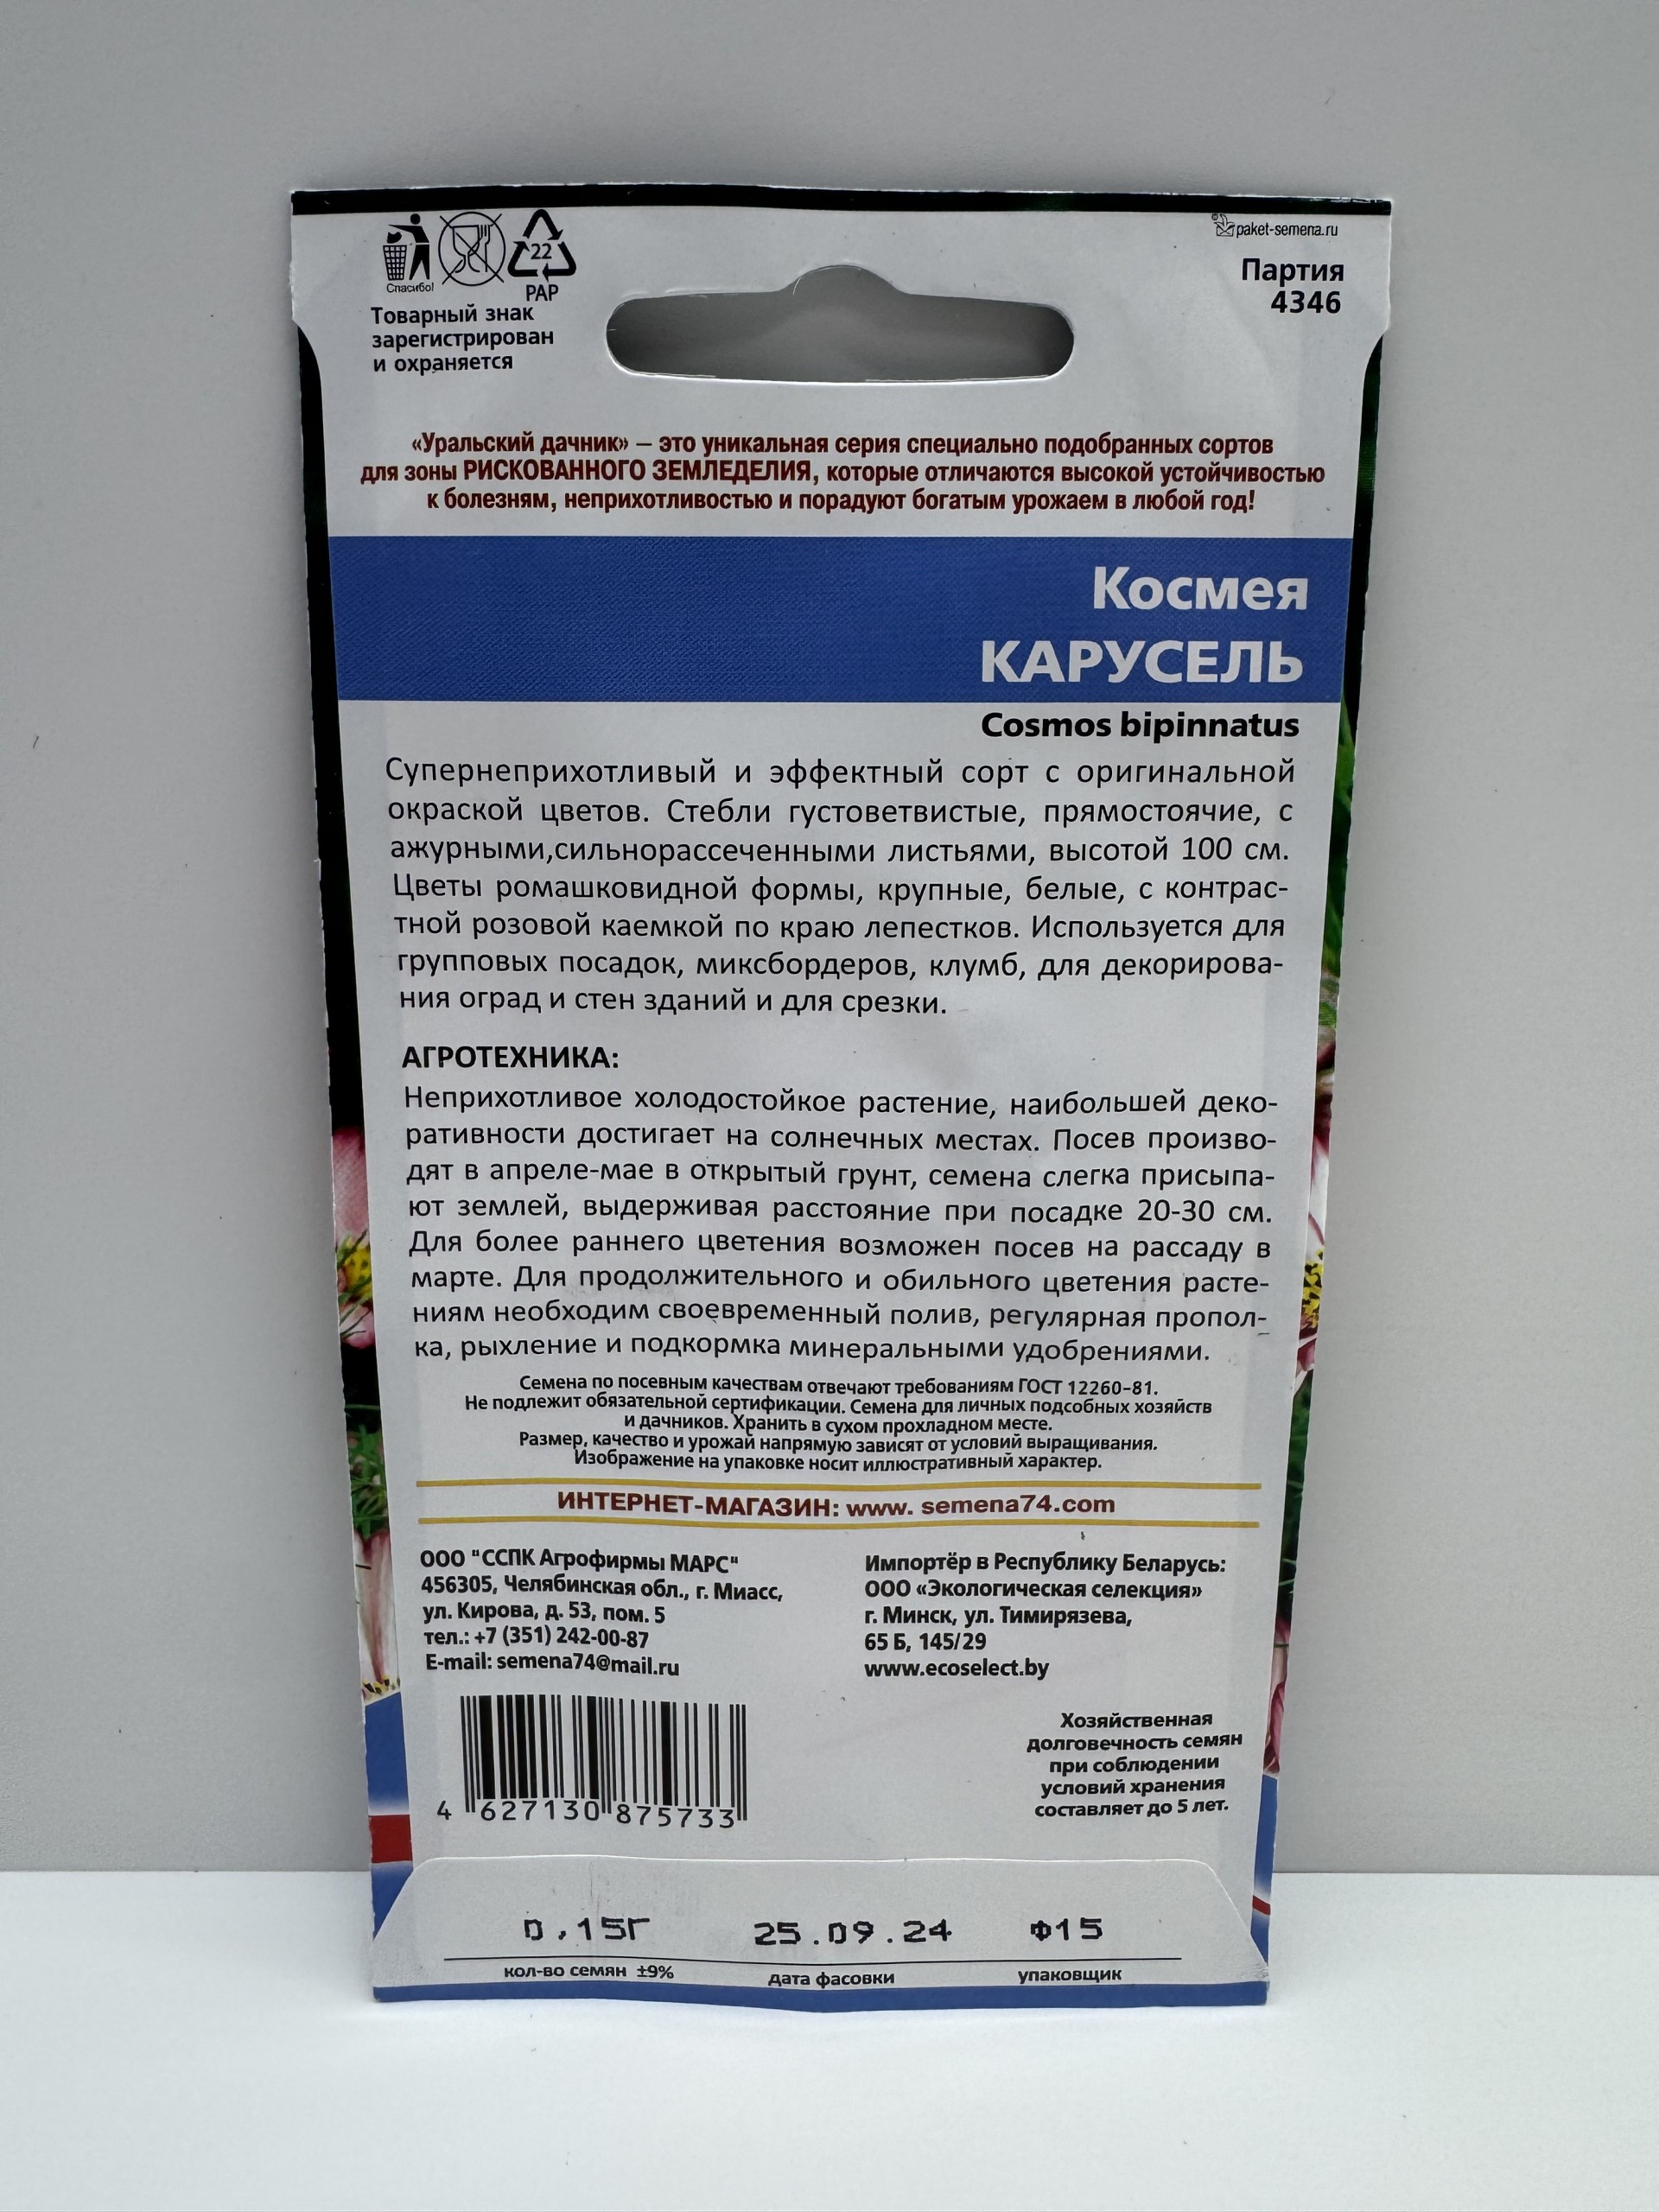 Спасибо!
22
PAP
paket-semena.ru
Товарный знак
зарегистрирован
и охраняется
Партия
4346
«Уральский дачник» – это уникальная серия специально подобранных сортов
для зоны РИСКОВАННОГО ЗЕМЛЕДЕЛИЯ, которые отличаются высокой устойчивостью
к болезням, неприхотливостью и порадуют богатым урожаем в любой год!
Космея
КАРУСЕЛЬ
Cosmos bipinnatus
Супернеприхотливый и эффектный сорт с оригинальной
окраской цветов. Стебли густоветвистые, прямостоячие, с
ажурными,сильнорассеченными листьями, высотой 100 см.
Цветы ромашковидной формы, крупные, белые, с контрас-
тной розовой каемкой по краю лепестков. Используется для
групповых посадок, миксбордеров, клумб, для декорирова-
ния оград и стен зданий и для срезки.
АГРОТЕХНИКА:
Неприхотливое холодостойкое растение, наибольшей деко-
ративности достигает на солнечных местах. Посев произво-
дят в апреле-мае в открытый грунт, семена слегка присыпа-
ют землей, выдерживая расстояние при посадке 20-30 см.
Для более раннего цветения возможен посев на рассаду в
марте. Для продолжительного и обильного цветения расте-
ниям необходим своевременный полив, регулярная пропол-
ка, рыхление и подкормка минеральными удобрениями.
Семена по посевным качествам отвечают требованиям ГОСТ 12260-81.
Не подлежит обязательной сертификации. Семена для личных подсобных хозяйств
и дачников. Хранить в сухом прохладном месте.
Размер, качество и урожай напрямую зависят от условий выращивания.
Изображение на упаковке носит иллюстративный характер.
ИНТЕРНЕТ-МАГАЗИН: www. semena74.com
ООО "ССПК Агрофирмы МАРС"
456305, Челябинская обл., г. Миасс,
ул. Кирова, д. 53, пом. 5
тел.: +7 (351) 242-00-87
E-mail: semena74@mail.ru
Импортёр в Республику Беларусь:
ООО «Экологическая селекция»
г. Минск, ул. Тимирязева,
65 Б, 145/29
www.ecoselect.by
4 627130 875733
Хозяйственная
долговечность семян
при соблюдении
условий хранения
составляет до 5 лет.
0,15Г 25.09.24 Ф15
кол-во семян ±9% дата фасовки упаковщик